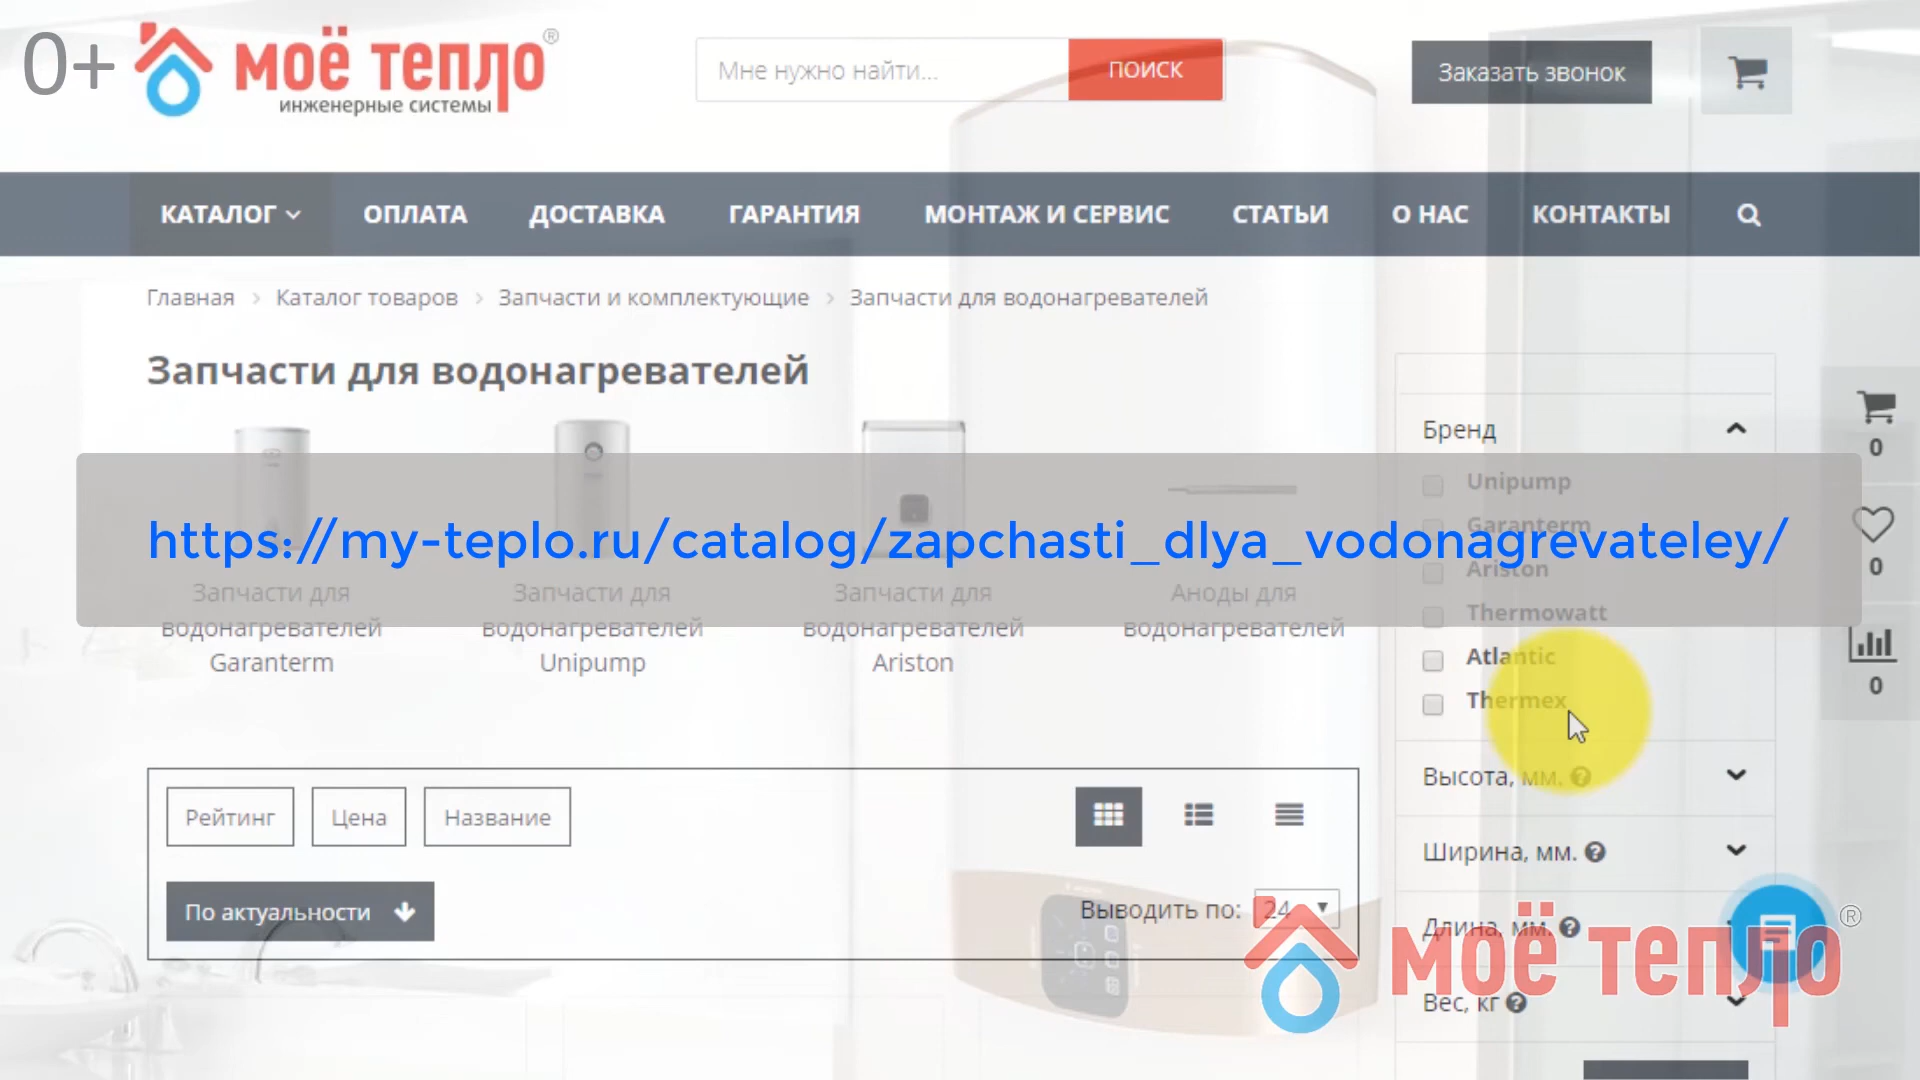 0+
моё тепло®
инженерные системы
Мне нужно найти...
ПОИСК
Заказать звонок
КАТАЛОГ
ОПЛАТА
ДОСТАВКА
ГАРАНТИЯ
МОНТАЖ И СЕРВИС
СТАТЬИ
О НАС
КОНТАКТЫ
Главная > Каталог товаров > Запчасти и комплектующие > Запчасти для водонагревателей
Запчасти для водонагревателей
https://my-teplo.ru/catalog/zapchasti_dlya_vodonagrevateley/
Запчасти для
водонагревателей
Garanterm
Запчасти для
водонагревателей
Unipump
Запчасти для
водонагревателей
Ariston
Аноды для
водонагревателей
Рейтинг
Цена
Название
По актуальности
Выводить по:
24
Бренд
Unipump
Garanterm
Ariston
Thermowatt
Atlantic
Thermex
Высота, мм.
Ширина, мм.
Длина, мм.
Вес, кг
0
0
0
моё тепло®